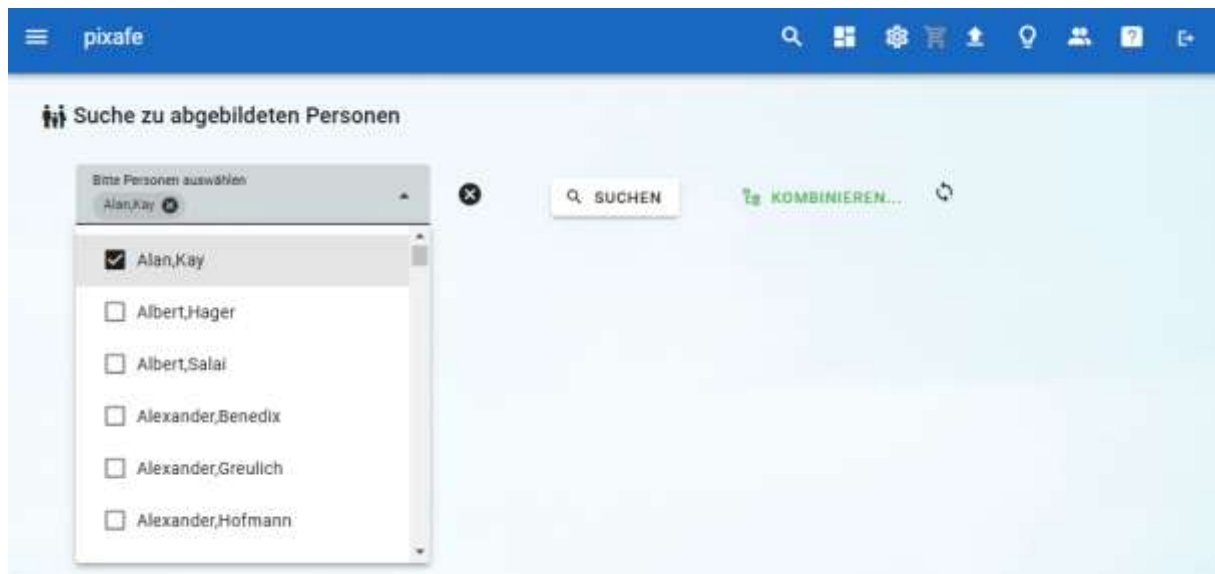 pixafe
Suche zu abgebildeten Personen
Bitte Personen auswählen
Alan,Kay
SUCHEN
KOMBINIEREN...
Alan,Kay
Albert,Hager
Albert,Salai
Alexander,Benedix
Alexander,Greulich
Alexander,Hofmann